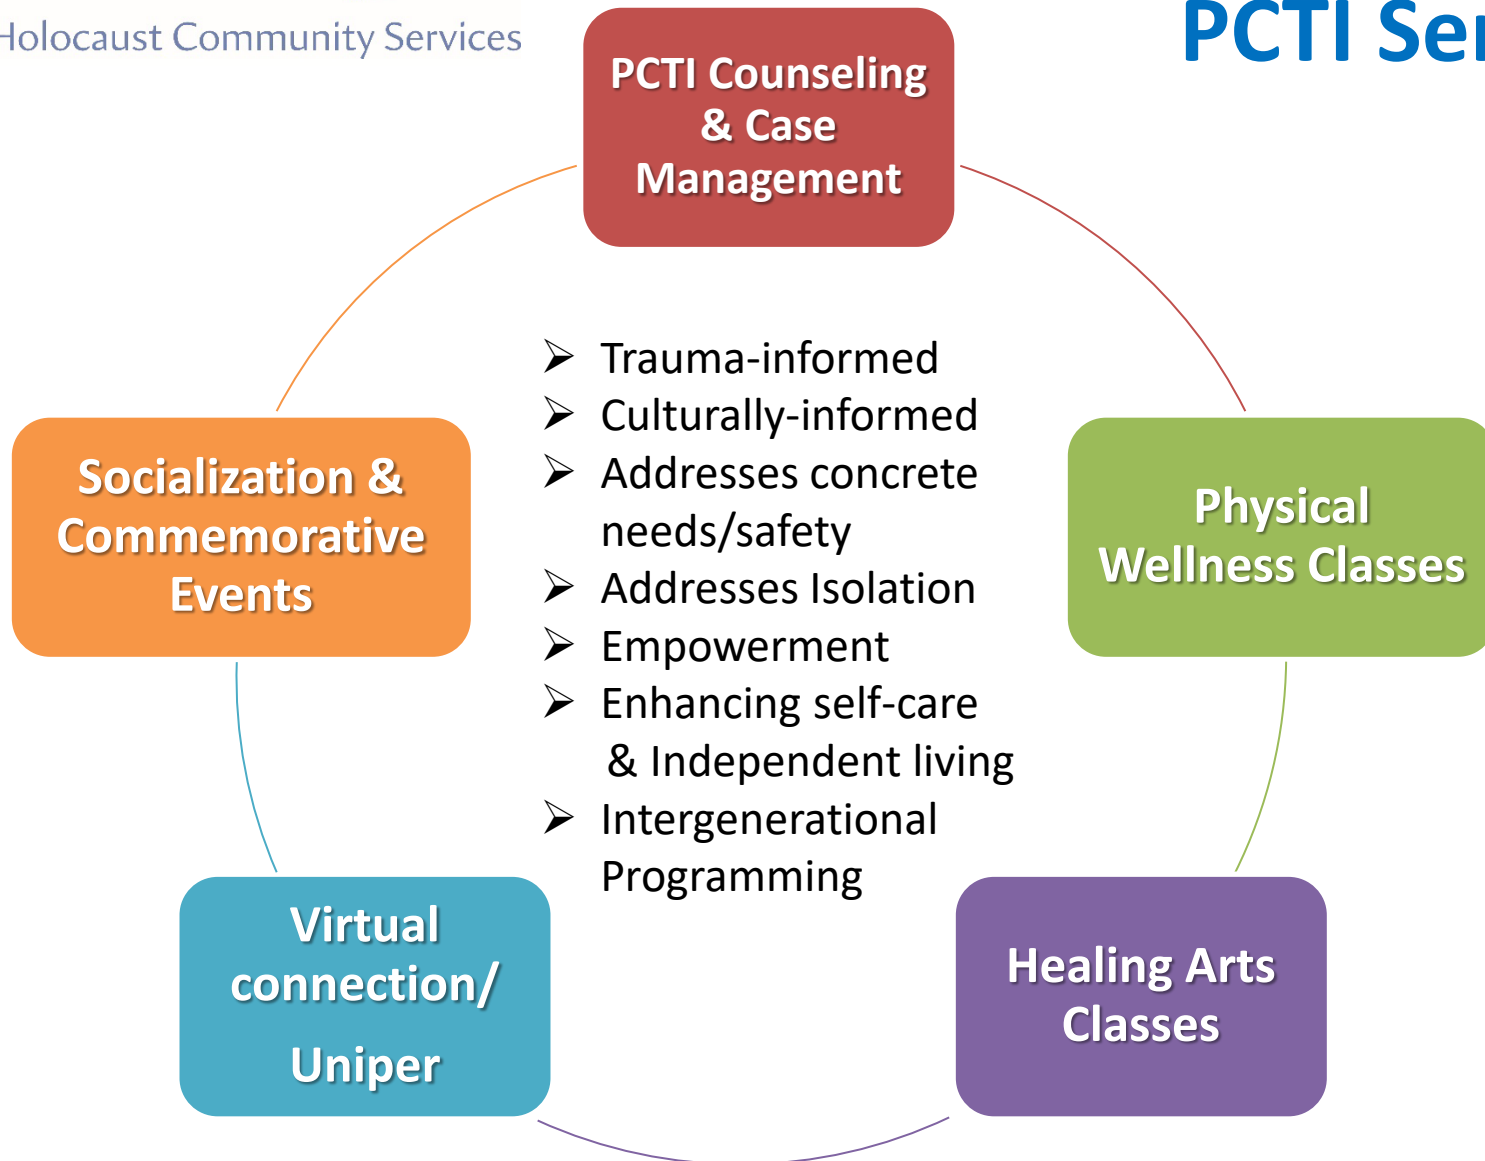 Holocaust Community Services
PCTI Ser
PCTI Counseling
& Case
Management
➢ Trauma-informed
➢ Culturally-informed
➢ Addresses concrete
needs/safety
➢ Addresses Isolation
➢ Empowerment
➢ Enhancing self-care
& Independent living
➢ Intergenerational
Programming
Socialization &
Commemorative
Events
Physical
Wellness Classes
Virtual
connection/
Uniper
Healing Arts
Classes